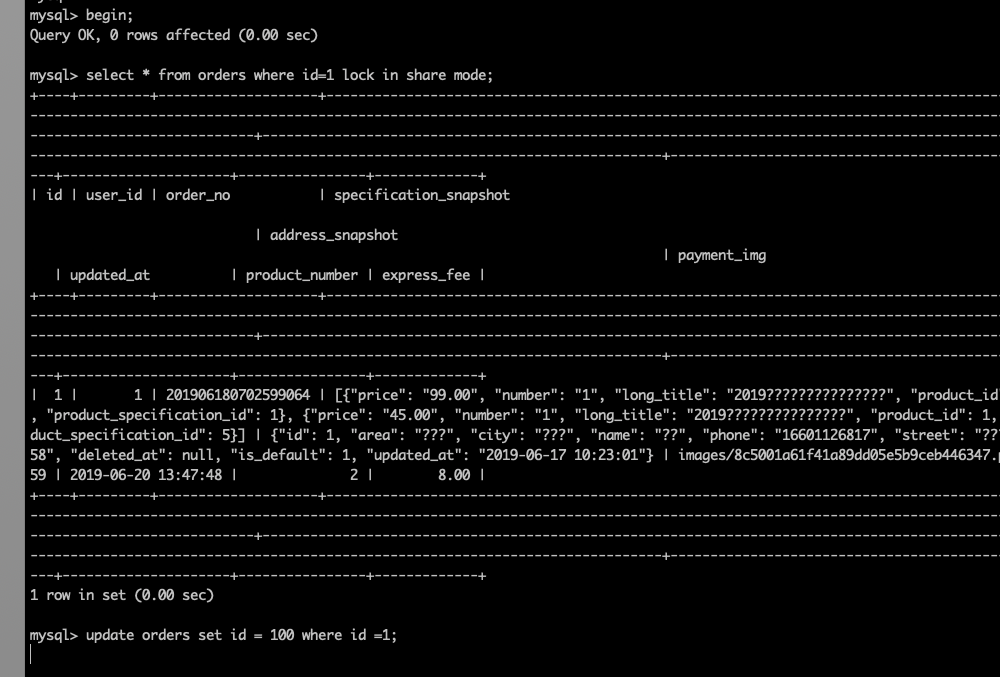 mysql> begin;
Query OK, 0 rows affected (0.00 sec)
mysql> select * from orders where id=1 lock in share mode;
+----+---------+--------------------+------------------------------------------------------------------------------------
-------------------------------------------------------------------------------------------------------------------------
----------------------------+--------------------------------------------------------------------------------------------
-------------------------------------------------------------------------------+-----------------------------------------
---+---------------------+----------------+-------------+
| id | user_id | order_no | specification_snapshot
| address_snapshot
| payment_img
| updated_at | product_number | express_fee |
+----+---------+--------------------+------------------------------------------------------------------------------------
-------------------------------------------------------------------------------------------------------------------------
----------------------------+--------------------------------------------------------------------------------------------
-------------------------------------------------------------------------------+-----------------------------------------
---+---------------------+----------------+-------------+
| 1 | 1 | 201906180702599064 | [{"price": "99.00", "number": "1", "long_title": "2019???????????????", "product_id
, "product_specification_id": 1}, {"price": "45.00", "number": "1", "long_title": "2019???????????????", "product_id": 1,
duct_specification_id": 5}] | {"id": 1, "area": "???", "city": "???", "name": "??", "phone": "16601126817", "street": "??
58", "deleted_at": null, "is_default": 1, "updated_at": "2019-06-17 10:23:01"} | images/8c5001a61f41a89dd05e5b9ceb446347.p
59 | 2019-06-20 13:47:48 | 2 | 8.00 |
+----+---------+--------------------+------------------------------------------------------------------------------------
-------------------------------------------------------------------------------------------------------------------------
----------------------------+--------------------------------------------------------------------------------------------
-------------------------------------------------------------------------------+-----------------------------------------
---+---------------------+----------------+-------------+
1 row in set (0.00 sec)
mysql> update orders set id = 100 where id =1;